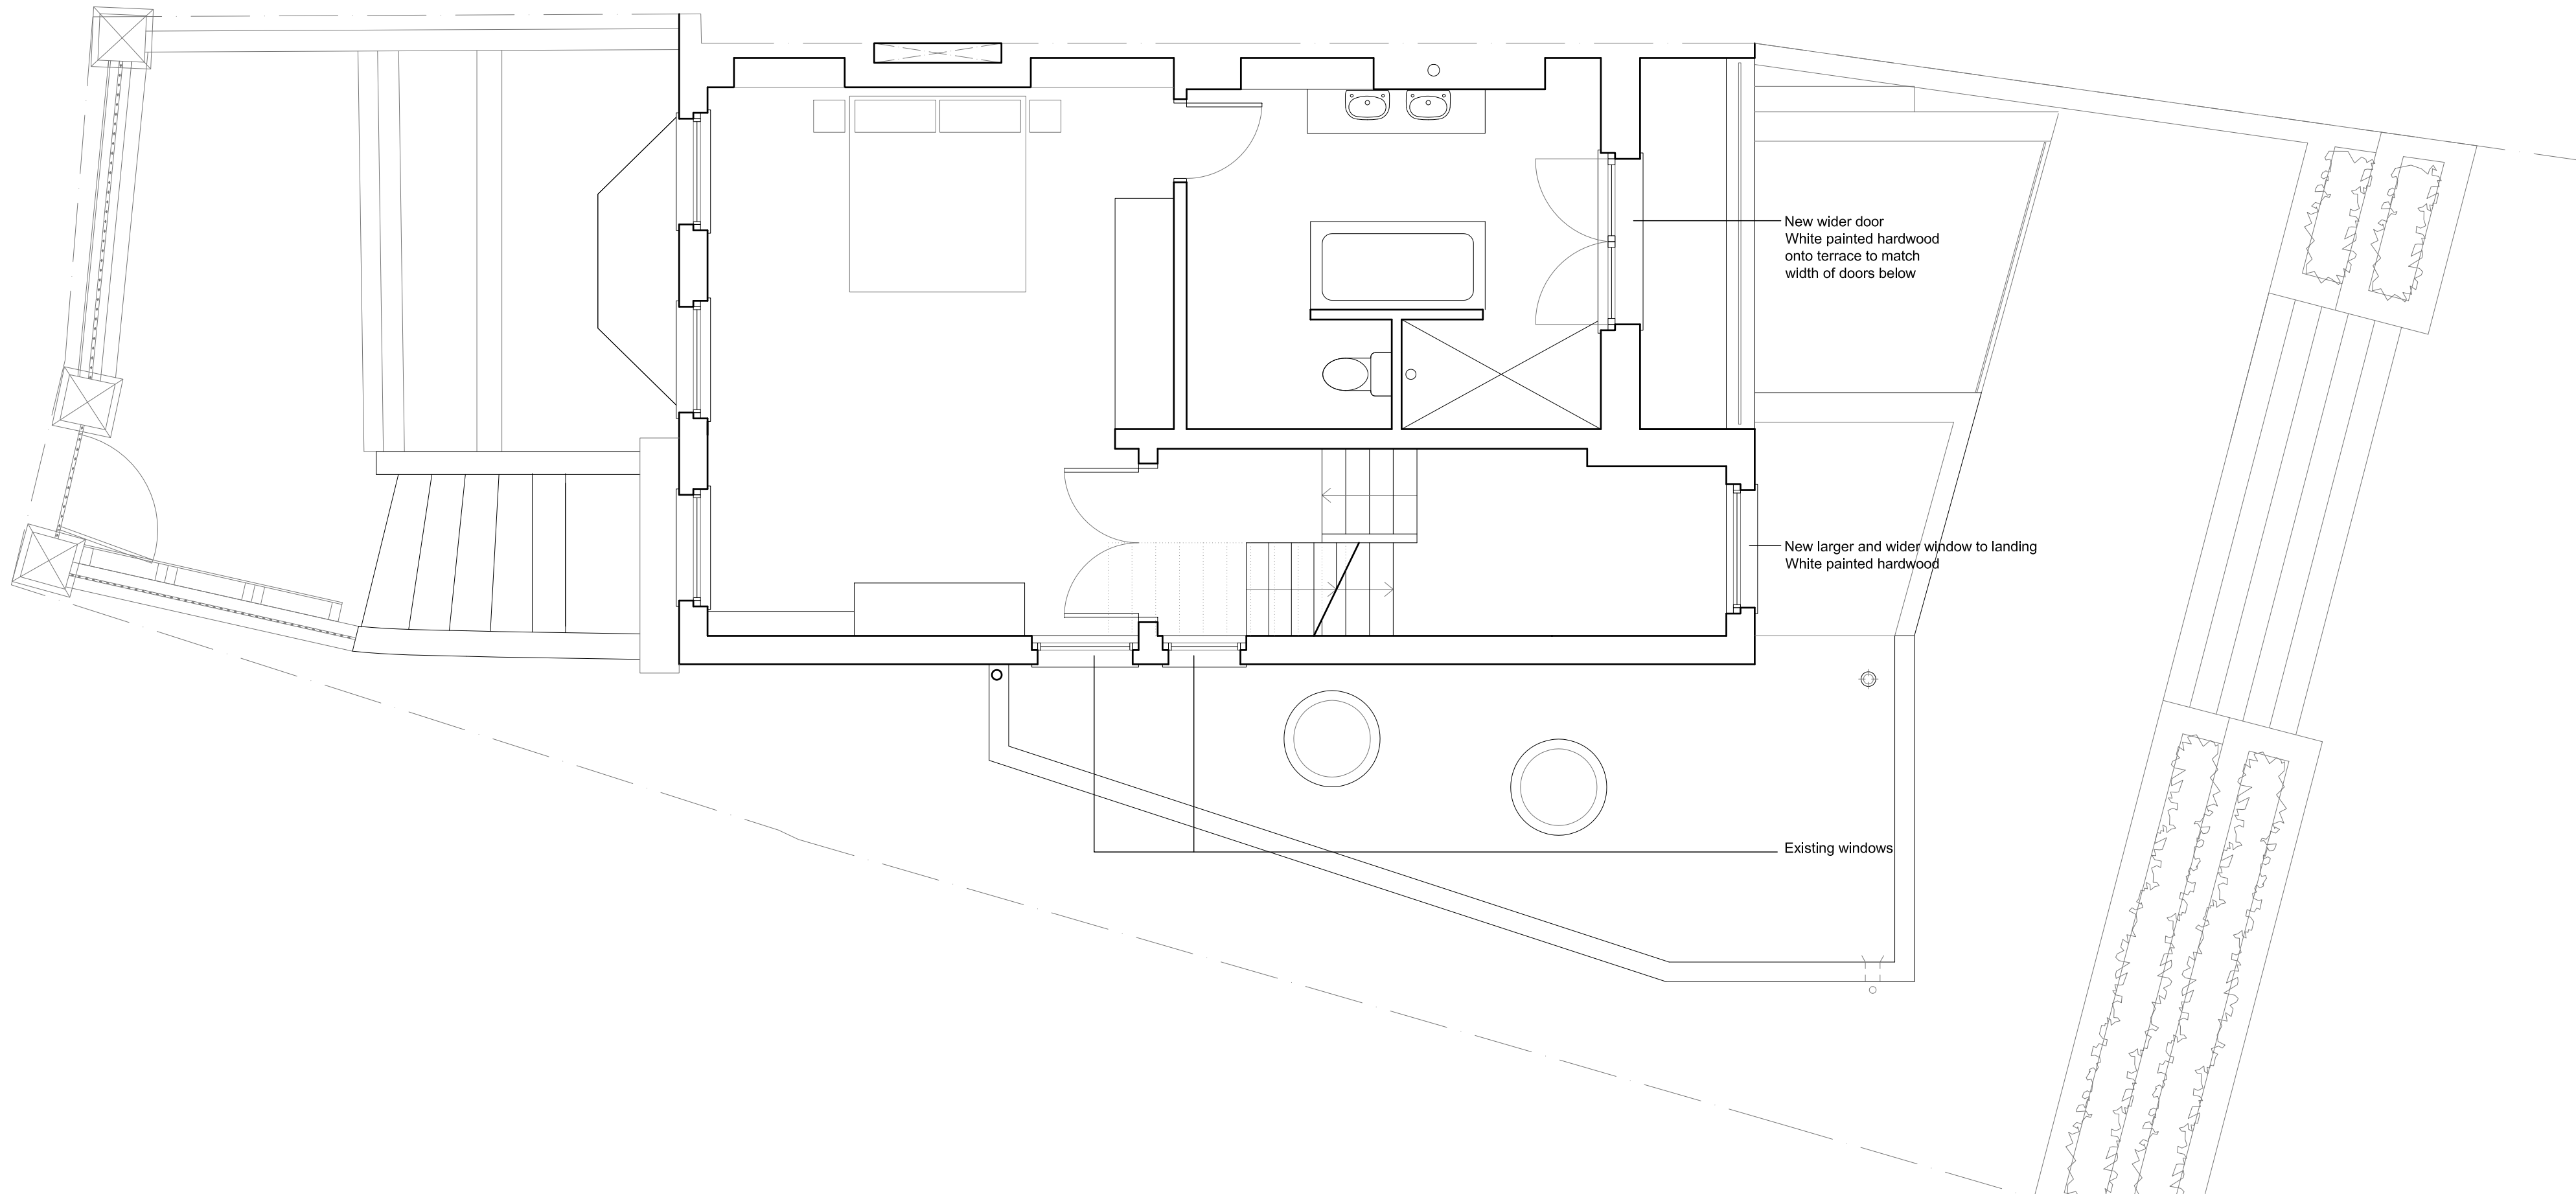 New wider door
White painted hardwood
onto terrace to match
width of doors below
New larger and wider window to landing
White painted hardwood
Existing windows